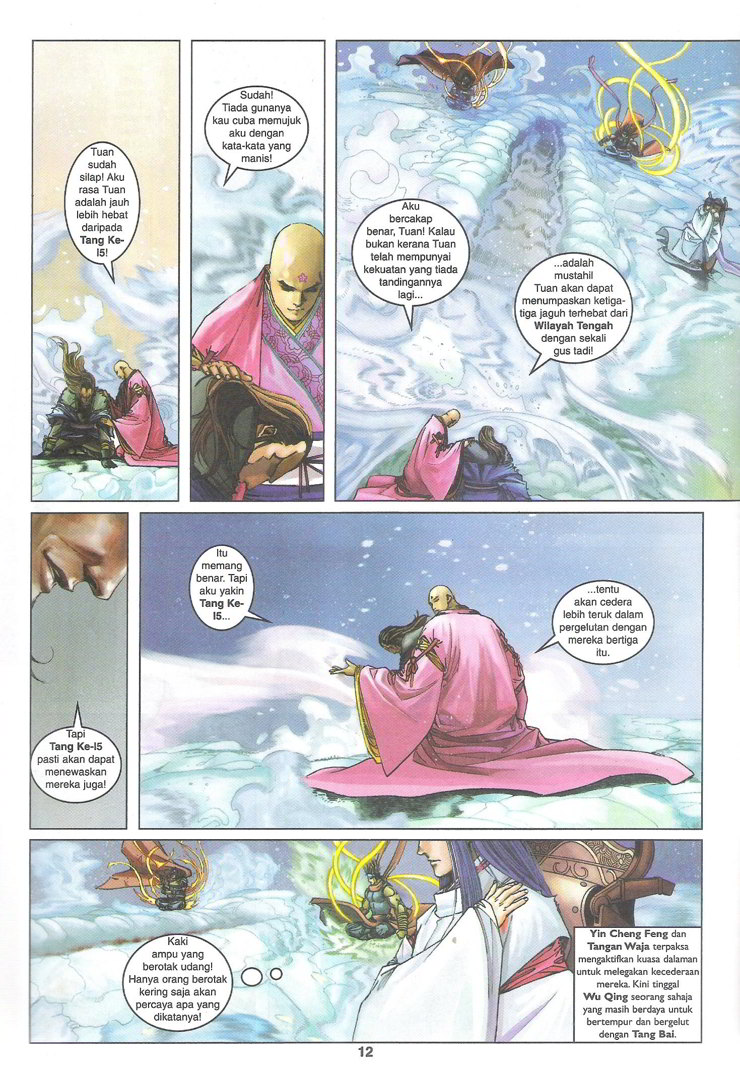 Tuan
sudah
silap! Aku
rasa Tuan
adalah jauh
lebih hebat
daripada
Tang Ke-
I5!
Sudah!
Tiada gunanya
kau cuba memujuk
aku dengan
kata-kata yang
manis!
Aku
bercakap
benar, Tuan! Kalau
bukan kerana Tuan
telah mempunyai
kekuatan yang tiada
tandingannya
lagi...
...adalah
mustahil
Tuan akan dapat
menumpaskan ketiga-
tiga jaguh terhebat dari
Wilayah Tengah
dengan sekali
gus tadi!
Tapi
Tang Ke-I5
pasti akan dapat
menewaskan
mereka juga!
Itu
memang
benar. Tapi
aku yakin
Tang Ke-
I5...
...tentu
akan cedera
lebih teruk dalam
pergelutan dengan
mereka bertiga
itu.
Kaki
ampu yang
berotak udang!
Hanya orang berotak
kering saja akan
percaya apa yang
dikatanya!
Yin Cheng Feng dan
Tangan Waja terpaksa
mengaktifkan kuasa dalaman
untuk melegakan kecederaan
mereka. Kini tinggal
Wu Qing seorang sahaja
yang masih berdaya untuk
bertempur dan bergelut
dengan Tang Bai.
12